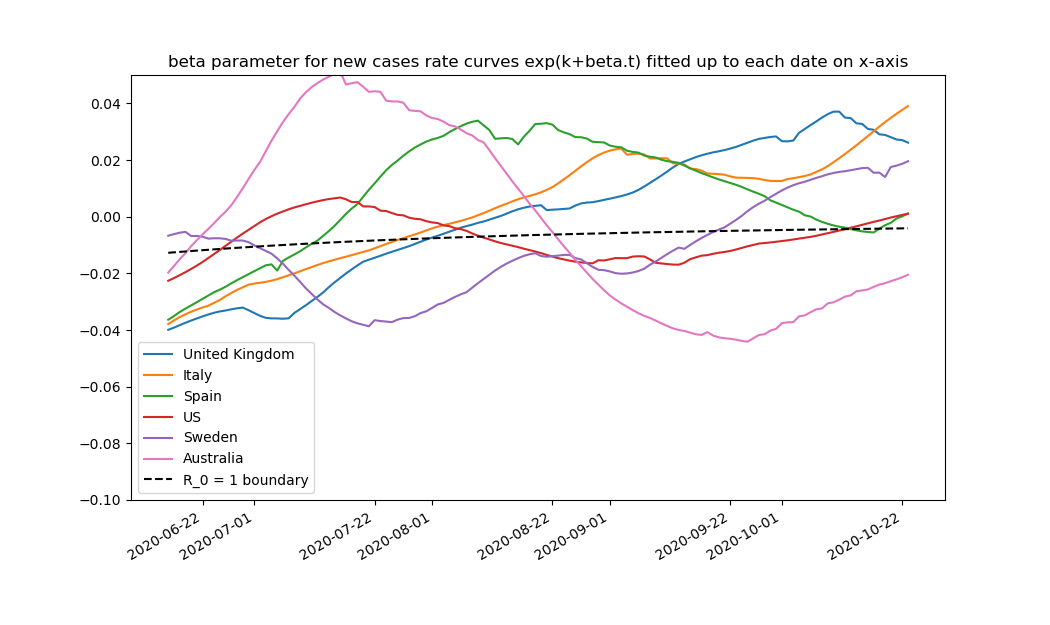 beta parameter for new cases rate curves exp(k+beta.t) fitted up to each date on x-axis
0.04
0.02
0.00
−0.02
−0.04
−0.06
−0.08
−0.10
United Kingdom
Italy
Spain
US
Sweden
Australia
R_0 = 1 boundary
2020-06-22
2020-07-01
2020-07-22
2020-08-01
2020-08-22
2020-09-01
2020-09-22
2020-10-01
2020-10-22